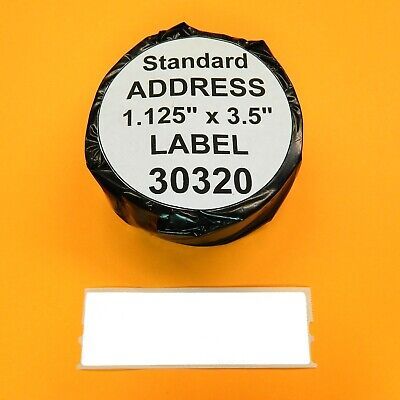 Standard
ADDRESS
1.125" x 3.5"
LABEL
30320